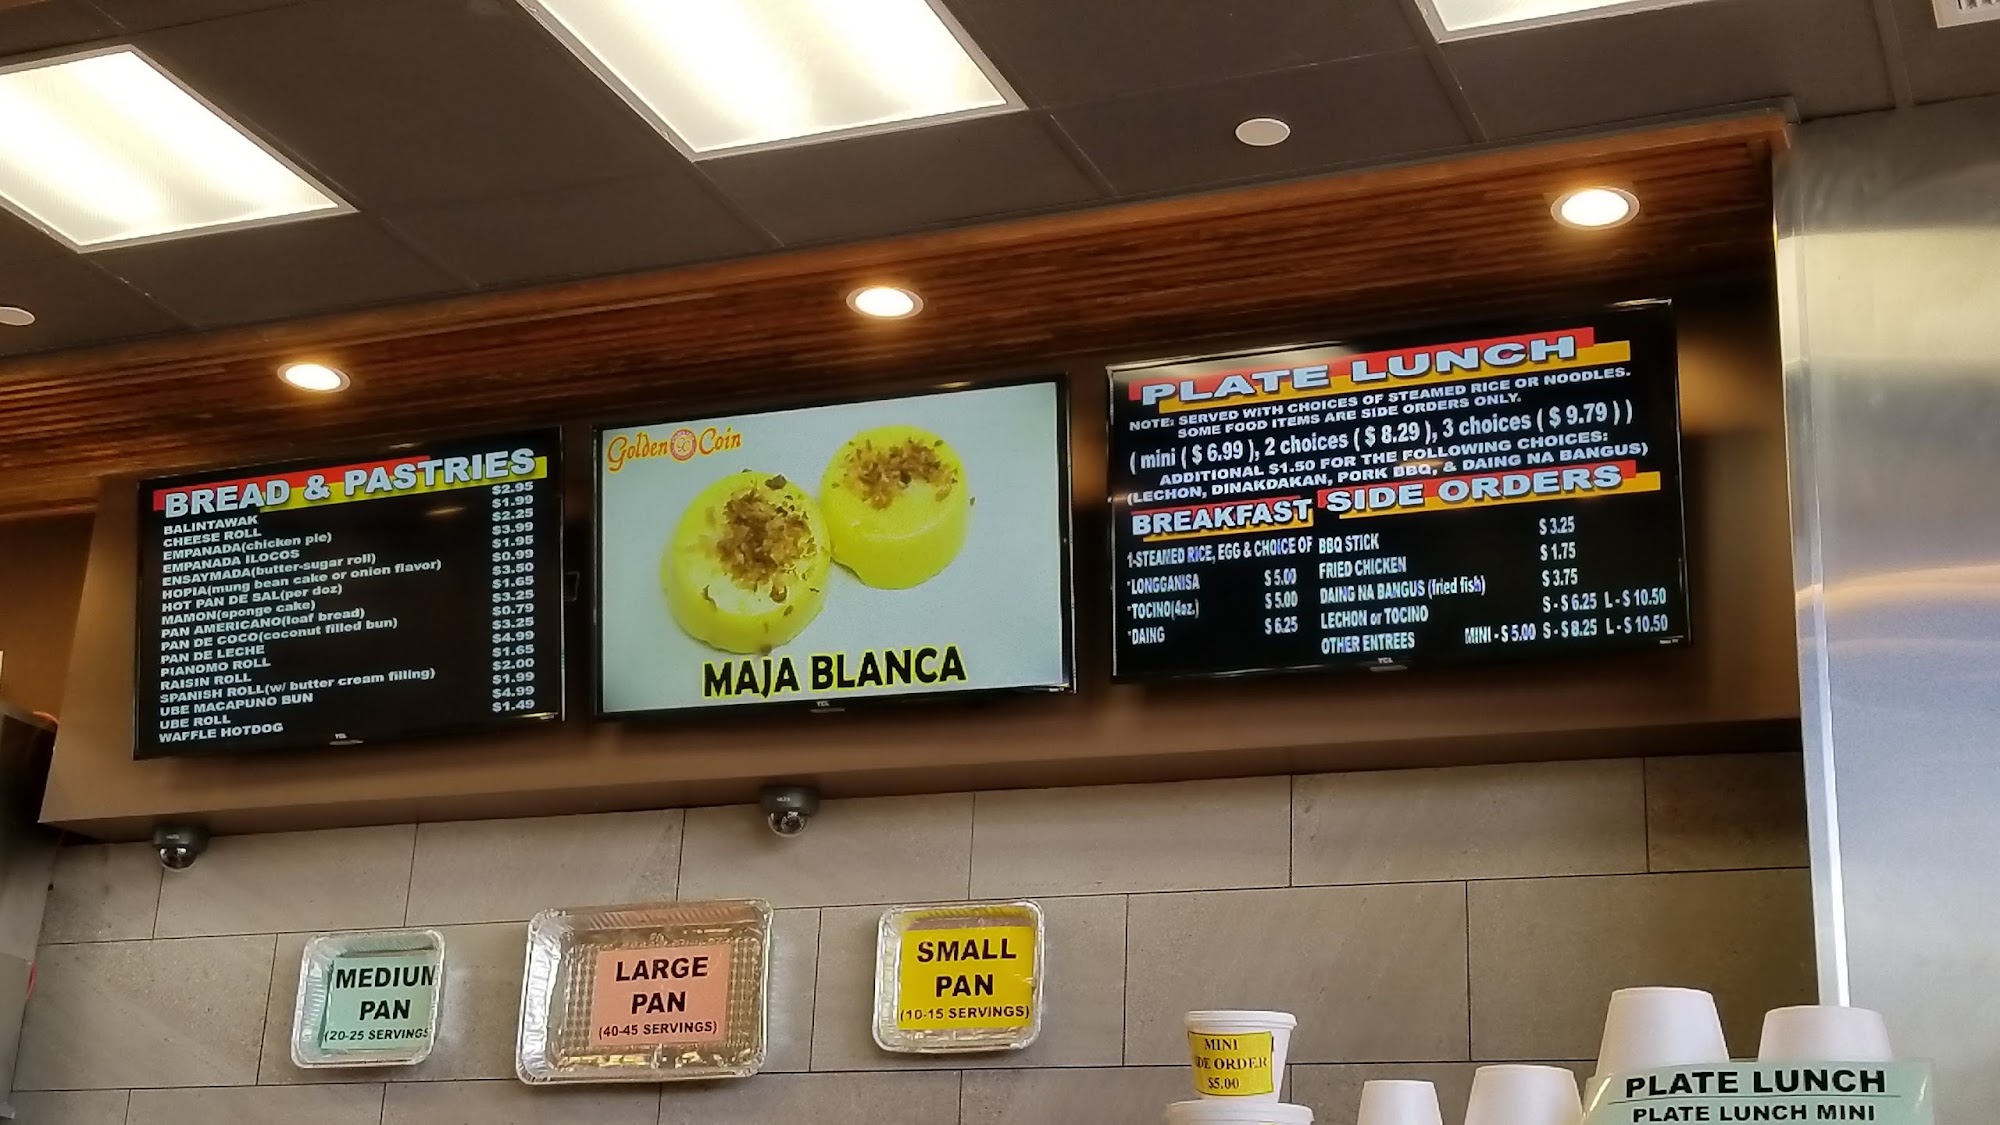 BREAD & PASTRIES
BALINTAWAK $2.95
CHEESE ROLL $1.99
EMPANADA(chicken pie) $2.25
EMPANADA ILOCOS $3.99
ENSAYMADA(butter-sugar roll) $1.95
HOPIA(mung bean cake or onion flavor) $0.99
HOT PAN DE SAL(per doz) $3.50
MAMON(sponge cake) $1.65
PAN AMERICANO(loaf bread) $3.25
PAN DE COCO(coconut filled bun) $0.79
PAN DE LECHE $3.25
PIANOMO ROLL $4.99
RAISIN ROLL $1.65
SPANISH ROLL(w/ butter cream filling) $2.00
UBE MACAPUNO BUN $1.99
UBE ROLL $4.99
WAFFLE HOTDOG $1.49
TCL
Golden Coin
MAJA BLANCA
TCL
PLATE LUNCH
NOTE: SERVED WITH CHOICES OF STEAMED RICE OR NOODLES.
SOME FOOD ITEMS ARE SIDE ORDERS ONLY.
( mini ( $ 6.99 ), 2 choices ( $ 8.29 ), 3 choices ( $ 9.79 ) )
ADDITIONAL $1.50 FOR THE FOLLOWING CHOICES:
(LECHON, DINAKDAKAN, PORK BBQ, & DAING NA BANGUS)
BREAKFAST
1-STEAMED RICE, EGG & CHOICE OF
*LONGGANISA $ 5.00
*TOCINO(4oz.) $ 5.00
*DAING $ 6.25
SIDE ORDERS
BBQ STICK $ 3.25
FRIED CHICKEN $ 1.75
DAING NA BANGUS (fried fish) $ 3.75
LECHON or TOCINO S - $ 6.25 L - $ 10.50
OTHER ENTREES MINI - $ 5.00 S - $ 8.25 L - $ 10.50
TCL
MEDIUM
PAN
(20-25 SERVINGS
LARGE
PAN
(40-45 SERVINGS)
SMALL
PAN
(10-15 SERVINGS)
MINI
DE ORDER
$5.00
PLATE LUNCH
PLATE LUNCH MINI